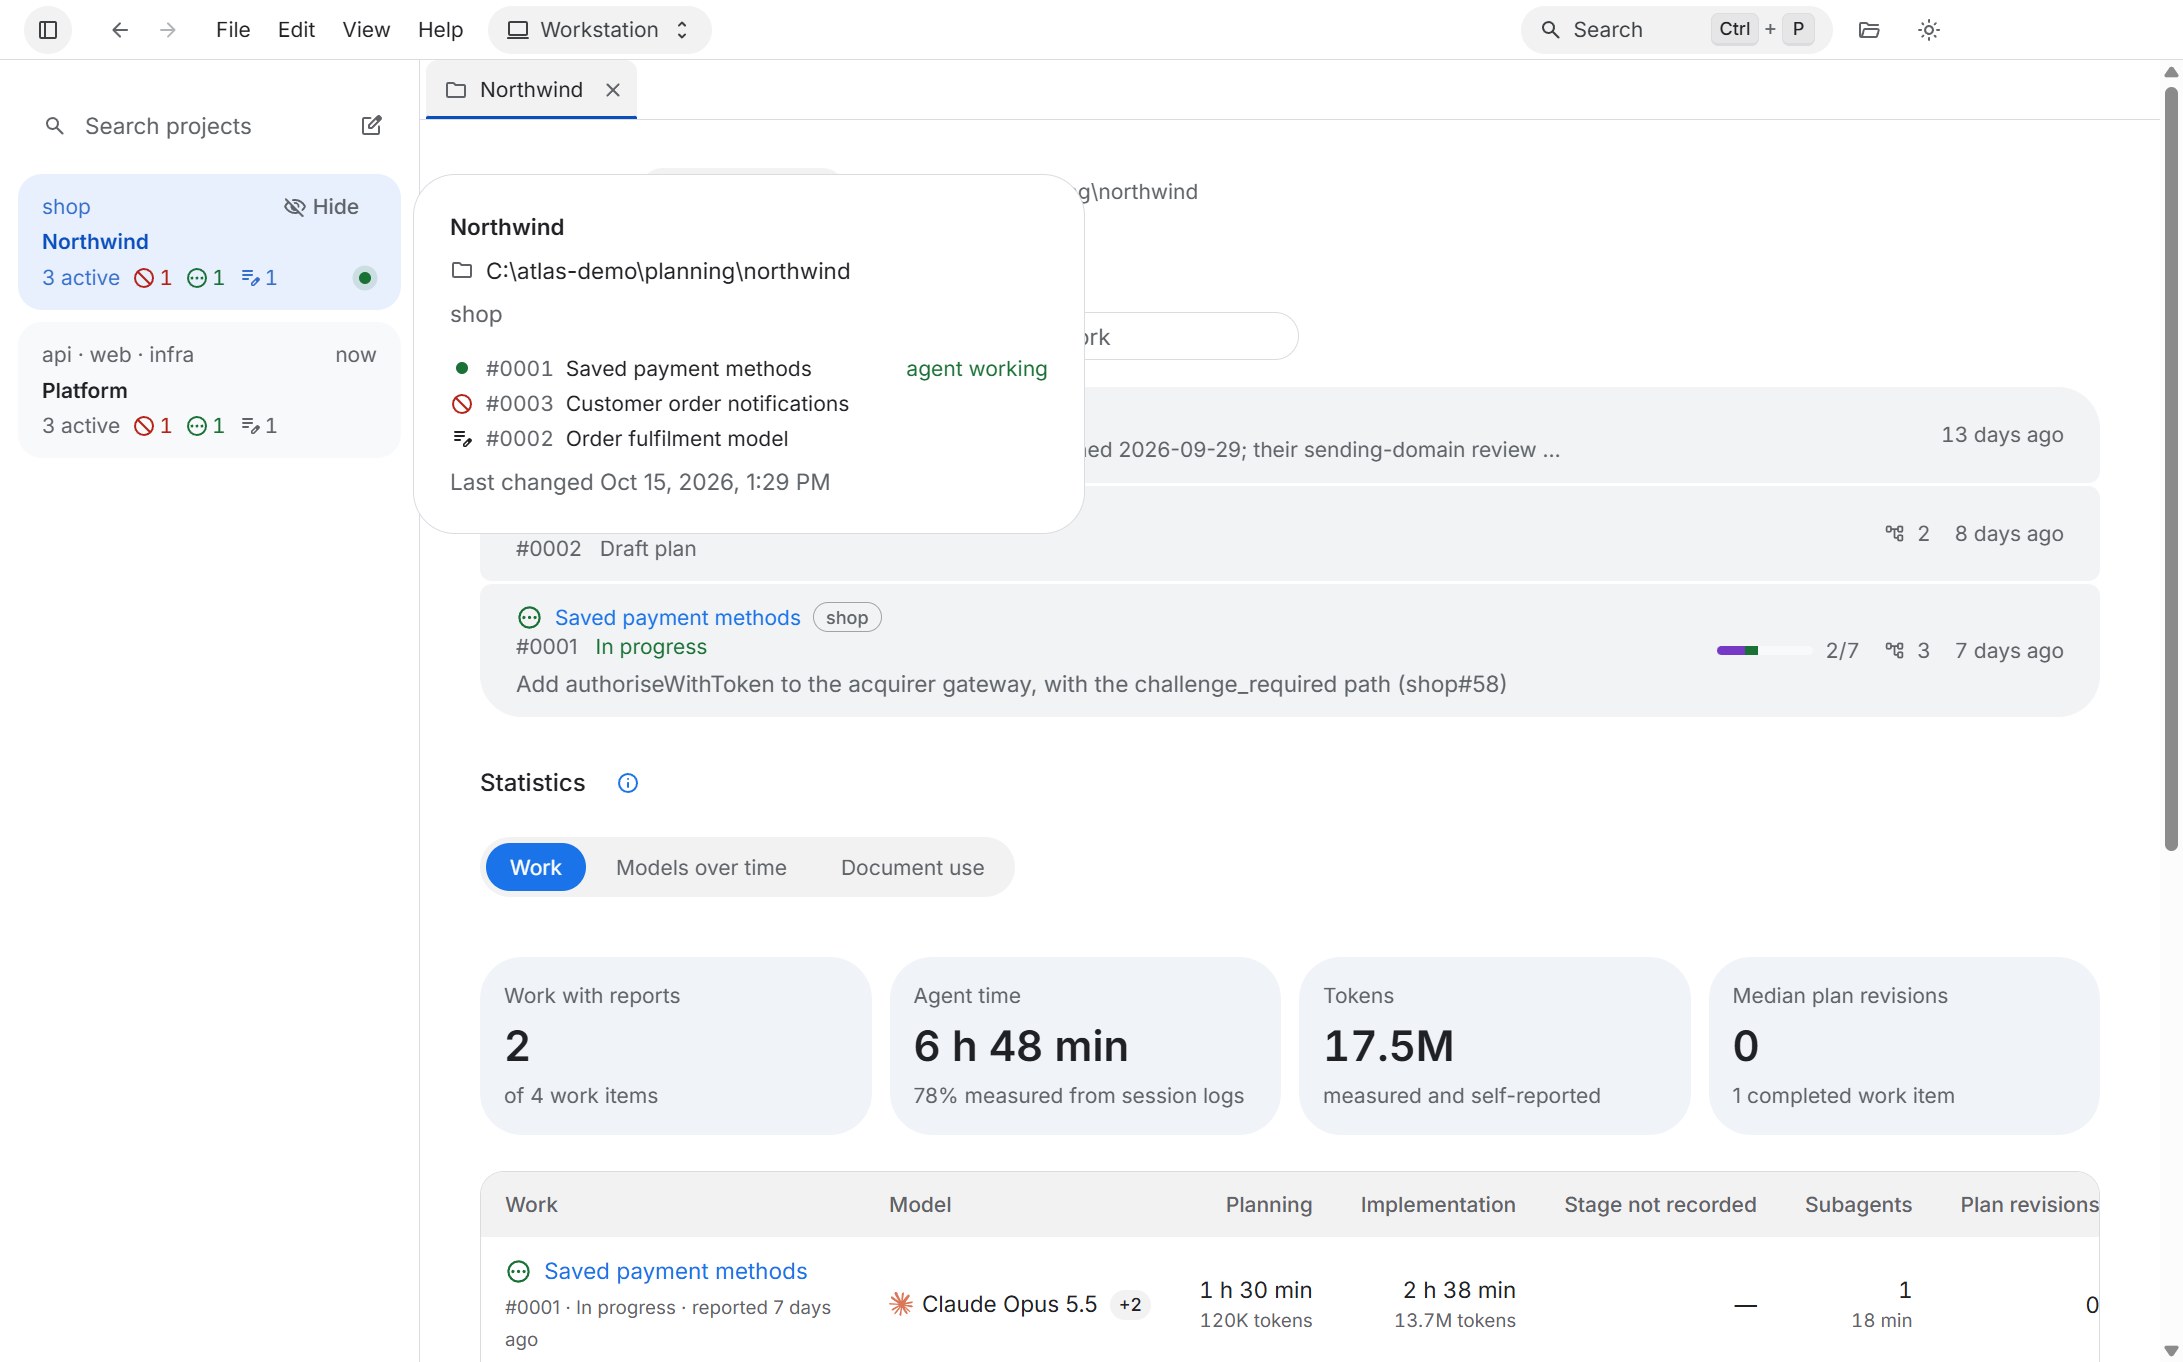 File Edit View Help Workstation Search Ctrl + P
Northwind
Search projects
shop Hide
Northwind
3 active 1 1 1
api · web · infra now
Platform
3 active 1 1 1
g\northwind
Northwind
C:\atlas-demo\planning\northwind
shop
#0001 Saved payment methods agent working
#0003 Customer order notifications
#0002 Order fulfilment model
Last changed Oct 15, 2026, 1:29 PM
ork
13 days ago
ed 2026-09-29; their sending-domain review ...
2 8 days ago
#0002 Draft plan
Saved payment methods shop
#0001 In progress
2/7 3 7 days ago
Add authoriseWithToken to the acquirer gateway, with the challenge_required path (shop#58)
Statistics
Work Models over time Document use
Work with reports
2
of 4 work items
Agent time
6 h 48 min
78% measured from session logs
Tokens
17.5M
measured and self-reported
Median plan revisions
0
1 completed work item
Work Model Planning Implementation Stage not recorded Subagents Plan revisions
Saved payment methods
#0001 · In progress · reported 7 days
ago
Claude Opus 5.5 +2
1 h 30 min
120K tokens
2 h 38 min
13.7M tokens
—
1
18 min
0